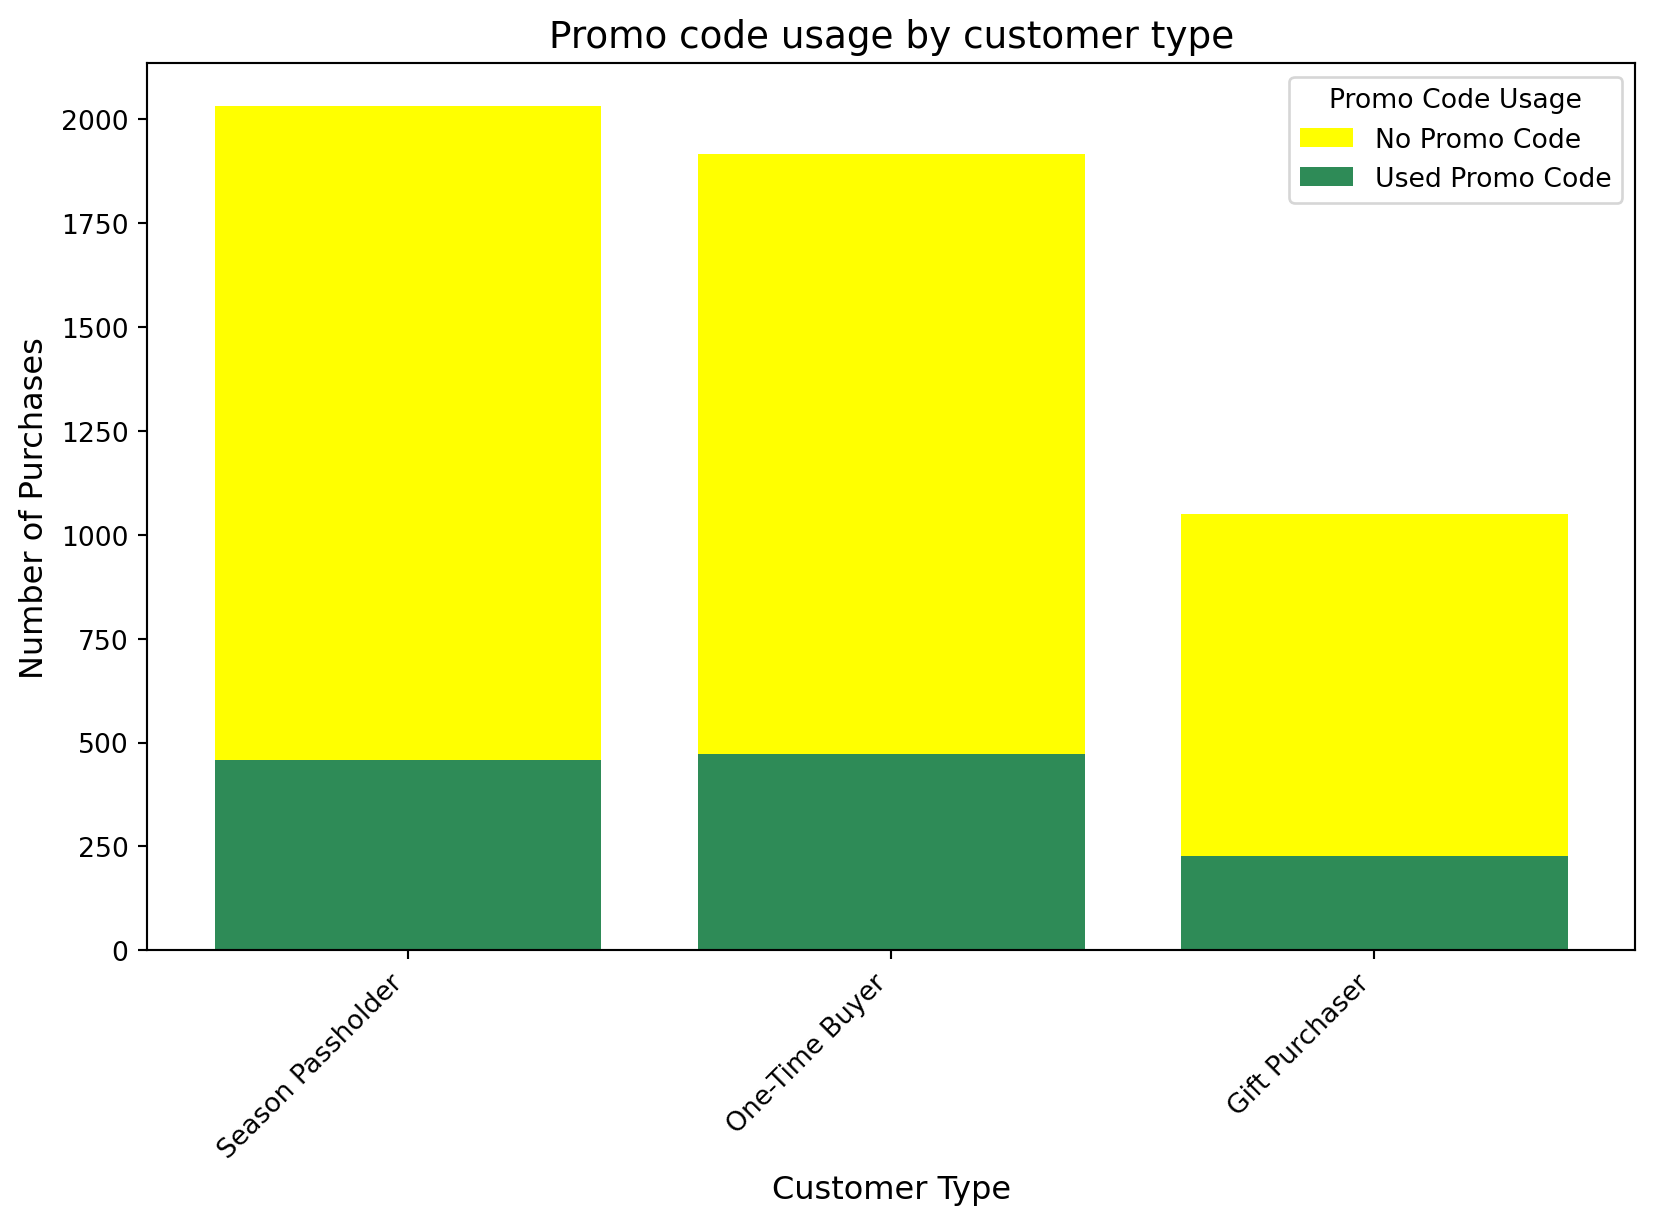 Promo code usage by customer type
Promo Code Usage
No Promo Code
Used Promo Code
Number of Purchases
2000
1750
1500
1250
1000
750
500
250
0
Season Passholder
One-Time Buyer
Gift Purchaser
Customer Type